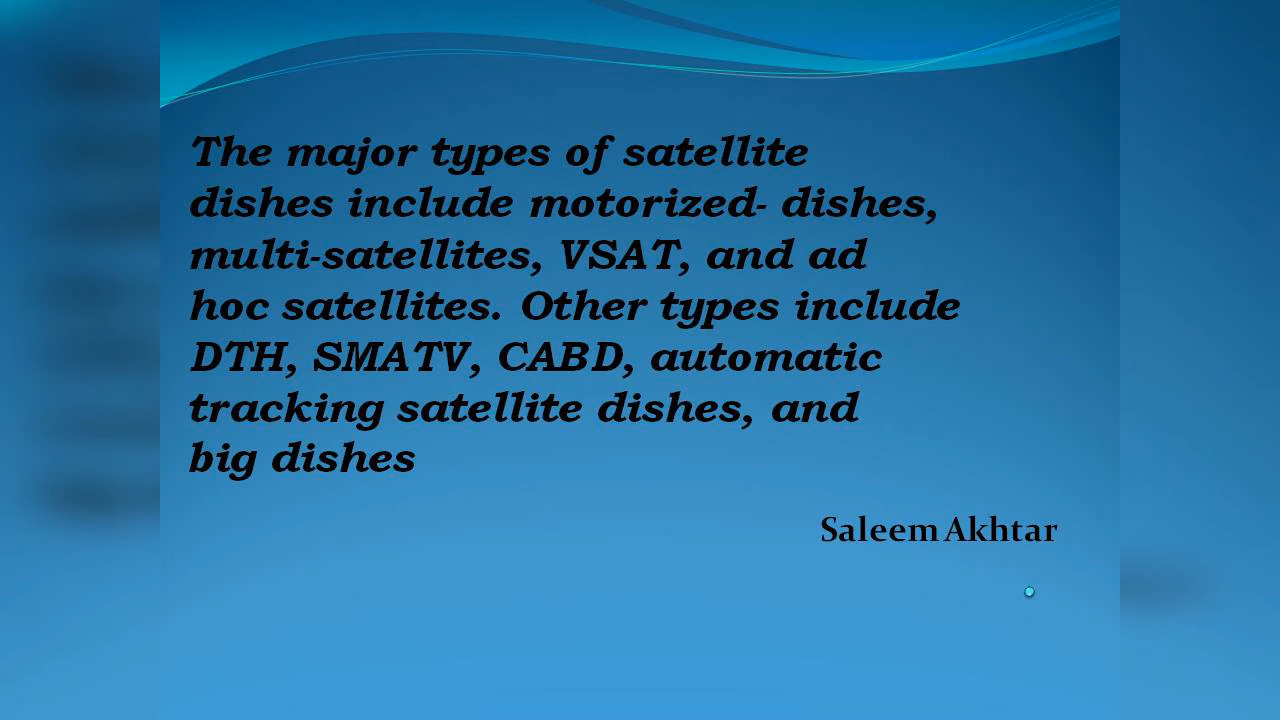 The major types of satellite
dishes include motorized- dishes,
multi-satellites, VSAT, and ad
hoc satellites. Other types include
DTH, SMATV, CABD, automatic
tracking satellite dishes, and
big dishes
Saleem Akhtar